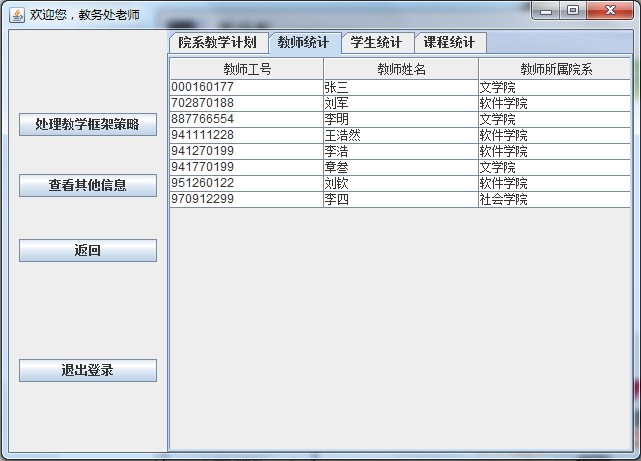 欢迎您，教务处老师
院系教学计划 教师统计 学生统计 课程统计
处理教学框架策略
查看其他信息
返回
退出登录
教师工号 教师姓名 教师所属院系
000160177 张三 文学院
702870188 刘军 软件学院
887766554 李明 文学院
941111228 王浩然 软件学院
941270199 李浩 软件学院
941770199 章叁 文学院
951260122 刘钦 软件学院
970912299 李四 社会学院